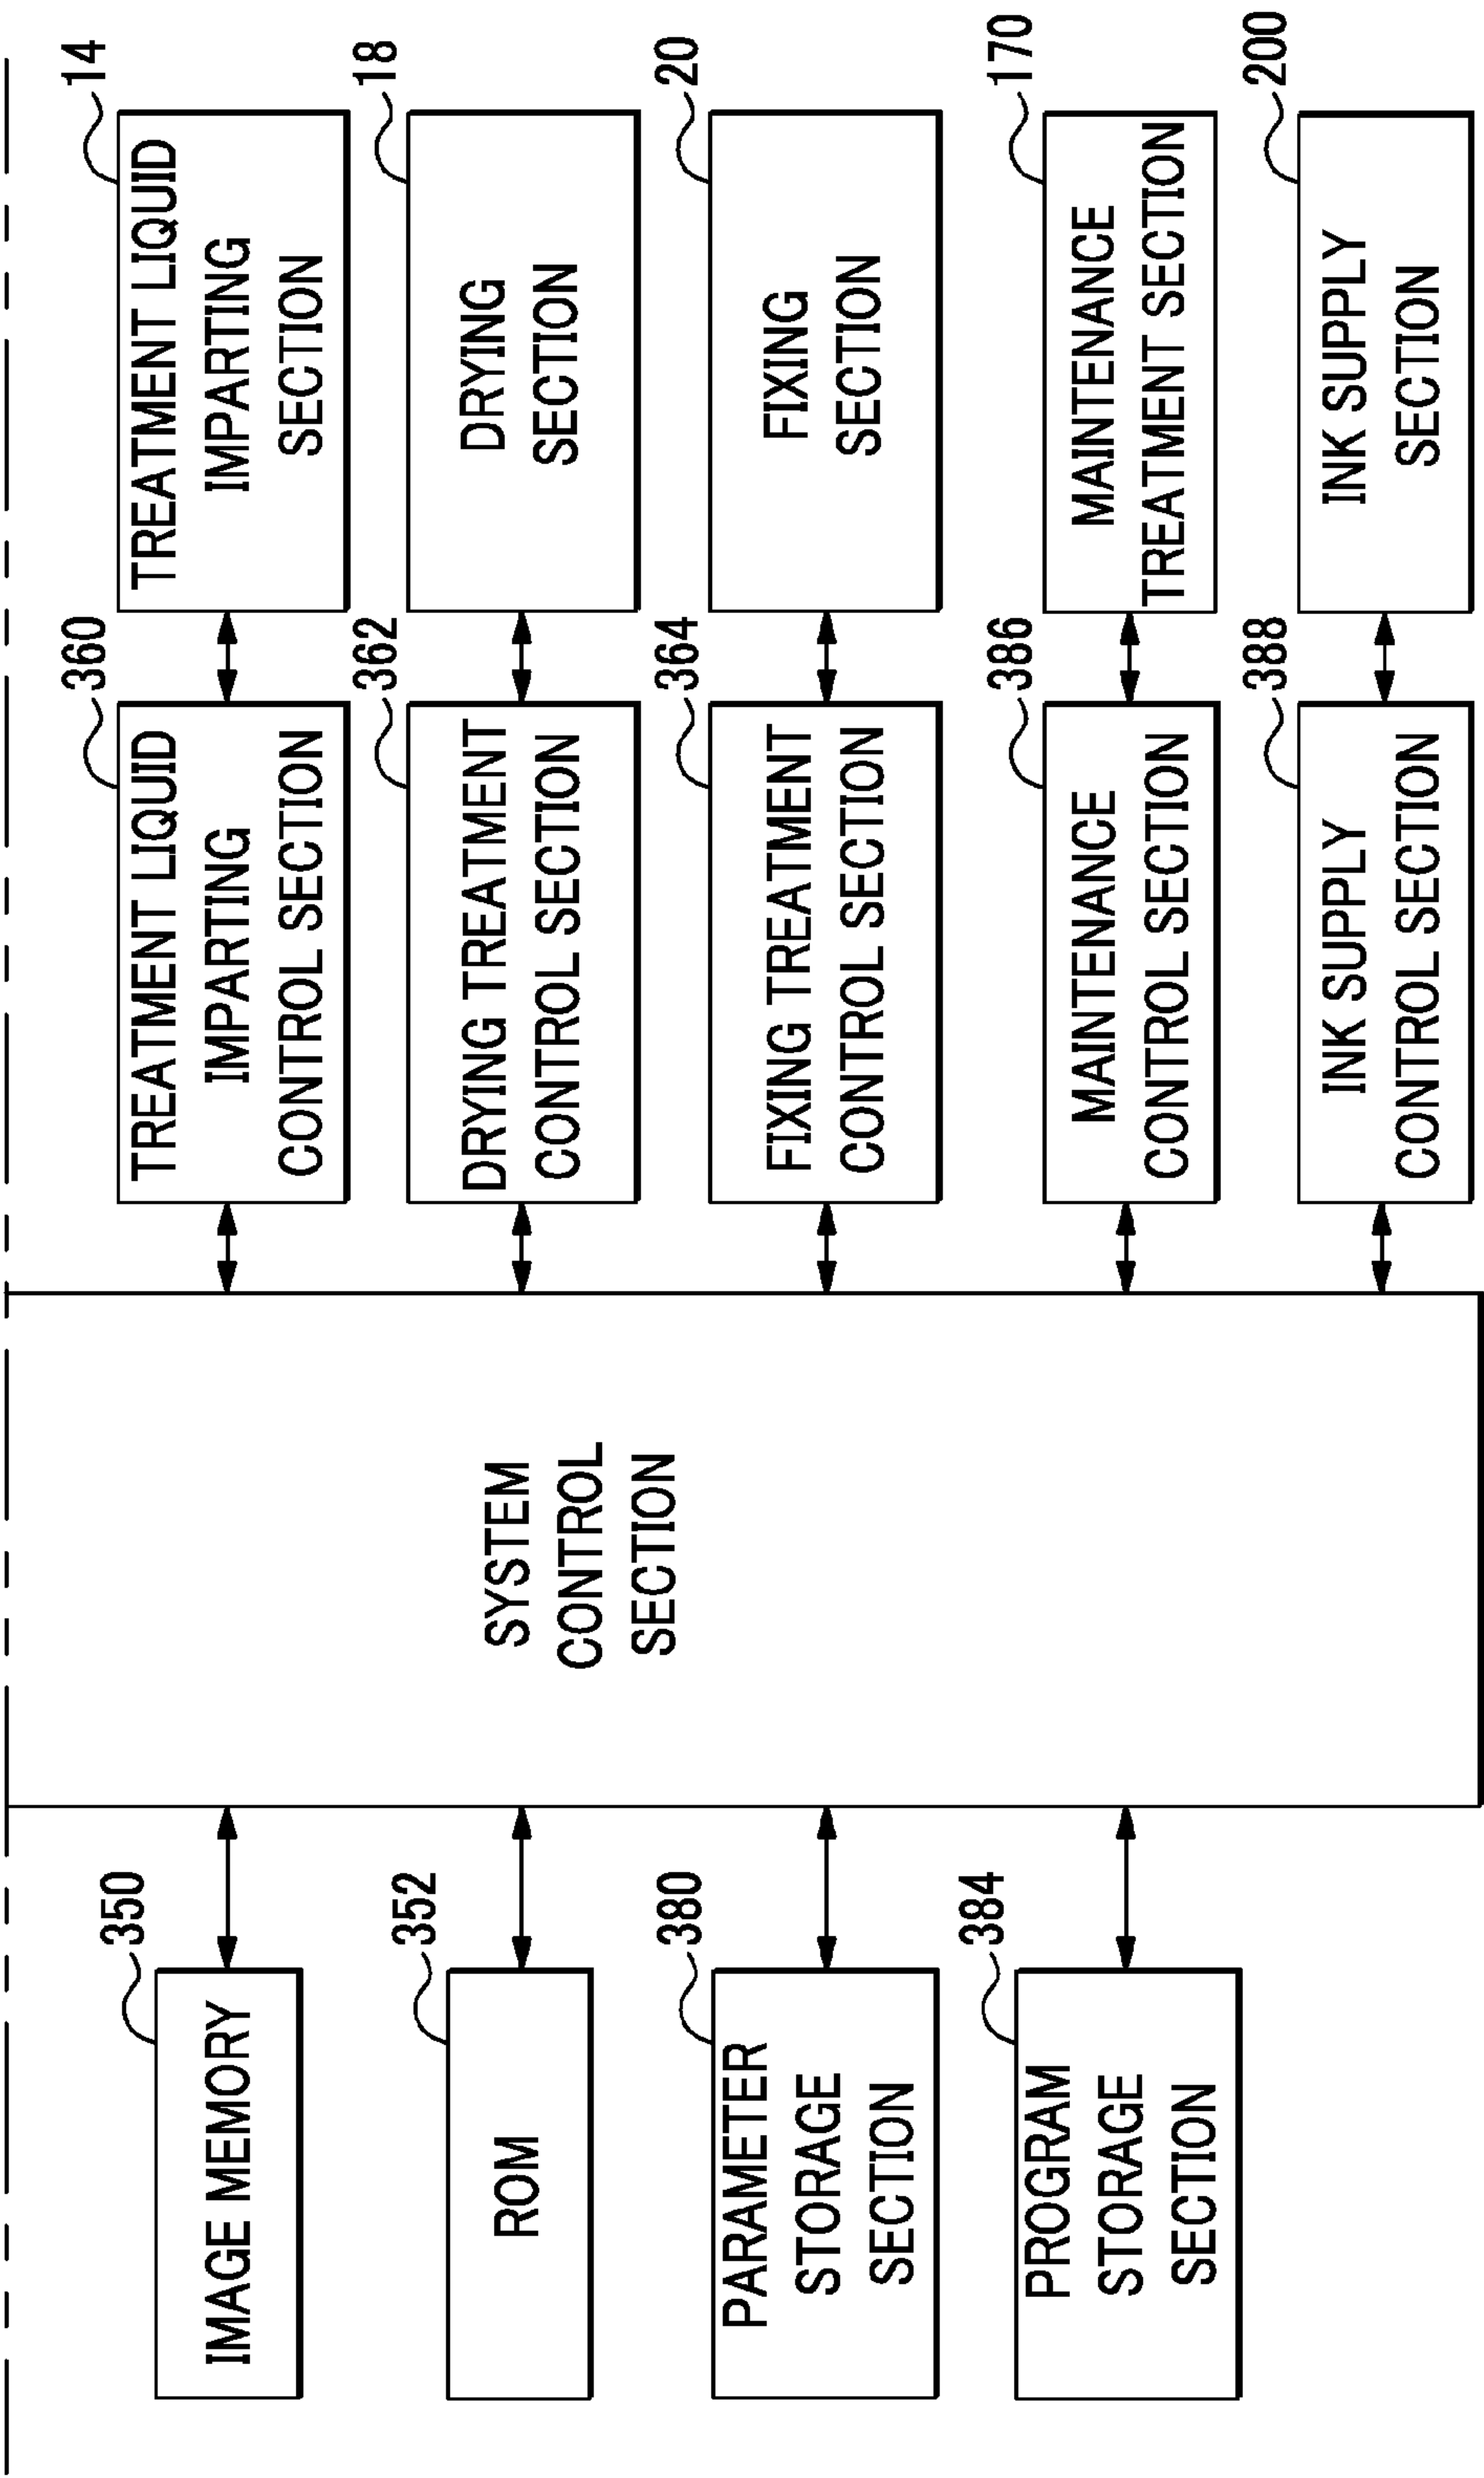 350
IMAGE MEMORY
352
ROM
380
PARAMETER
STORAGE
SECTION
384
PROGRAM
STORAGE
SECTION
SYSTEM
CONTROL
SECTION
360
TREATMENT LIQUID
IMPARTING
CONTROL SECTION
362
DRYING TREATMENT
CONTROL SECTION
364
FIXING TREATMENT
CONTROL SECTION
386
MAINTENANCE
CONTROL SECTION
388
INK SUPPLY
CONTROL SECTION
14
TREATMENT LIQUID
IMPARTING
SECTION
18
DRYING
SECTION
20
FIXING
SECTION
170
MAINTENANCE
TREATMENT SECTION
200
INK SUPPLY
SECTION